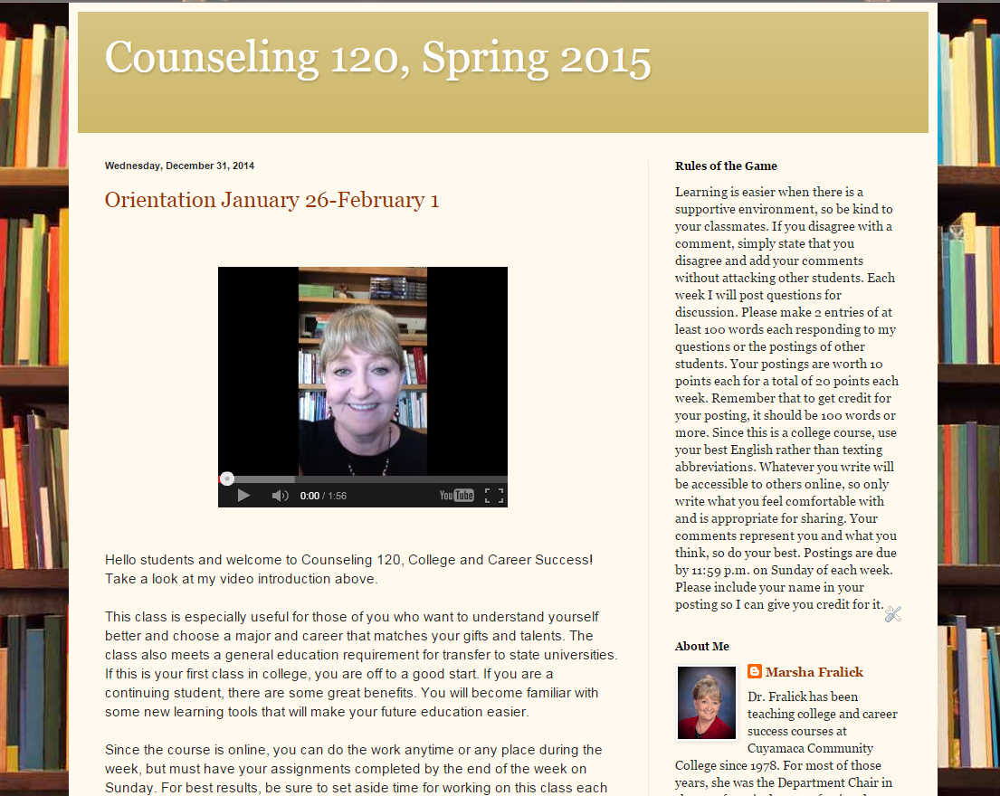 Counseling 120, Spring 2015
Wednesday, December 31, 2014
Orientation January 26-February 1
0:00 / 1:56
YouTube
Hello students and welcome to Counseling 120, College and Career Success!
Take a look at my video introduction above.
This class is especially useful for those of you who want to understand yourself
better and choose a major and career that matches your gifts and talents. The
class also meets a general education requirement for transfer to state universities.
If this is your first class in college, you are off to a good start. If you are a
continuing student, there are some great benefits. You will become familiar with
some new learning tools that will make your future education easier.
Since the course is online, you can do the work anytime or any place during the
week, but must have your assignments completed by the end of the week on
Sunday. For best results, be sure to set aside time for working on this class each
Rules of the Game
Learning is easier when there is a
supportive environment, so be kind to
your classmates. If you disagree with a
comment, simply state that you
disagree and add your comments
without attacking other students. Each
week I will post questions for
discussion. Please make 2 entries of at
least 100 words each responding to my
questions or the postings of other
students. Your postings are worth 10
points each for a total of 20 points each
week. Remember that to get credit for
your posting, it should be 100 words or
more. Since this is a college course, use
your best English rather than texting
abbreviations. Whatever you write will
be accessible to others online, so only
write what you feel comfortable with
and is appropriate for sharing. Your
comments represent you and what you
think, so do your best. Postings are due
by 11:59 p.m. on Sunday of each week.
Please include your name in your
posting so I can give you credit for it.
About Me
Marsha Fralick
Dr. Fralick has been
teaching college and career
success courses at
Cuyamaca Community
College since 1978. For most of those
years, she was the Department Chair in